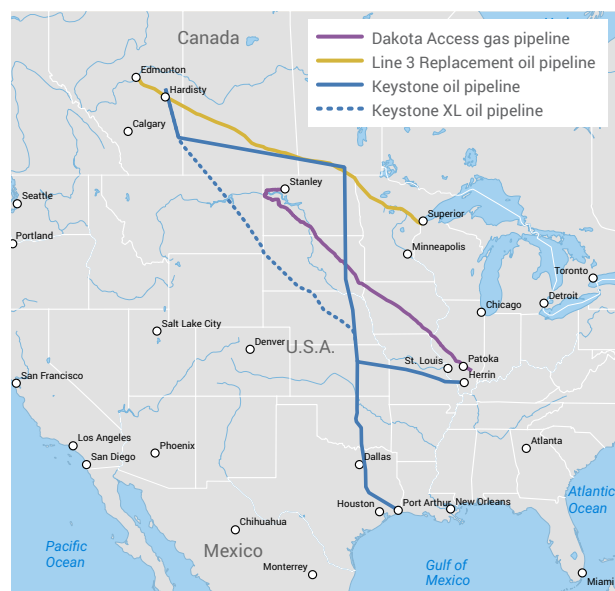 Canada
Dakota Access gas pipeline
Line 3 Replacement oil pipeline
Keystone oil pipeline
Keystone XL oil pipeline
Edmonton
Hardisty
Calgary
Stanley
Seattle
Superior
Portland
Minneapolis
Toronto
Detroit
Chicago
Salt Lake City
Denver
U.S.A.
St. Louis
Patoka
Herrin
San Francisco
Los Angeles
San Diego
Phoenix
Dallas
Atlanta
Houston
Port Arthur
New Orleans
Atlantic
Ocean
Chihuahua
Mexico
Monterrey
Pacific
Ocean
Gulf of
Mexico
Miami